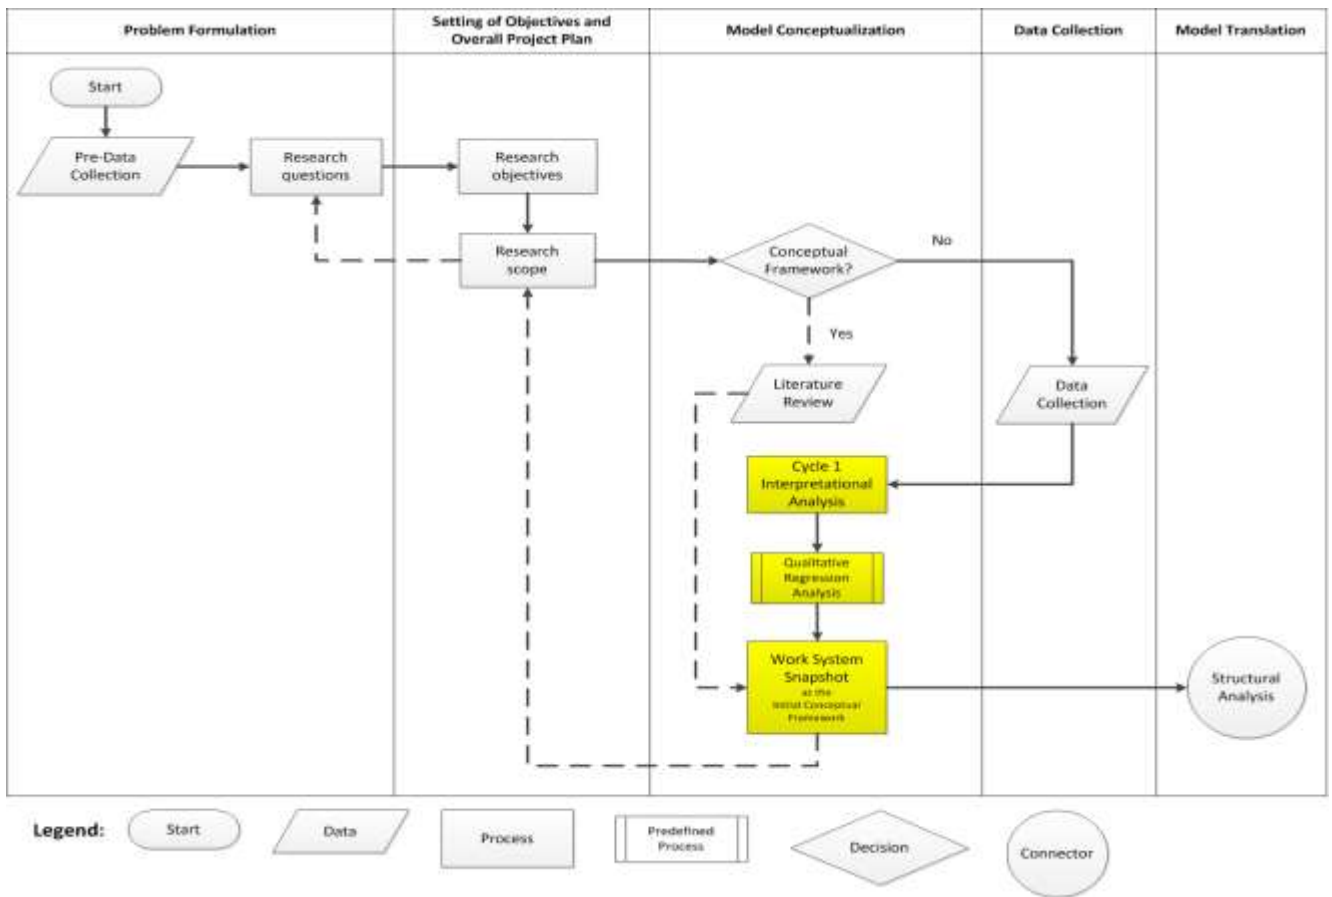 Problem Formulation
Setting of Objectives and
Overall Project Plan
Model Conceptualization
Data Collection
Model Translation
Start
Pre-Data
Collection
Research
questions
Research
objectives
Research
scope
Conceptual
Framework?
No
Yes
Literature
Review
Data
Collection
Cycle 1
Interpretational
Analysis
Qualitative
Regression
Analysis
Work System
Snapshot
as the
Initial Conceptual
Framework
Structural
Analysis
Legend:
Start
Data
Process
Predefined
Process
Decision
Connector